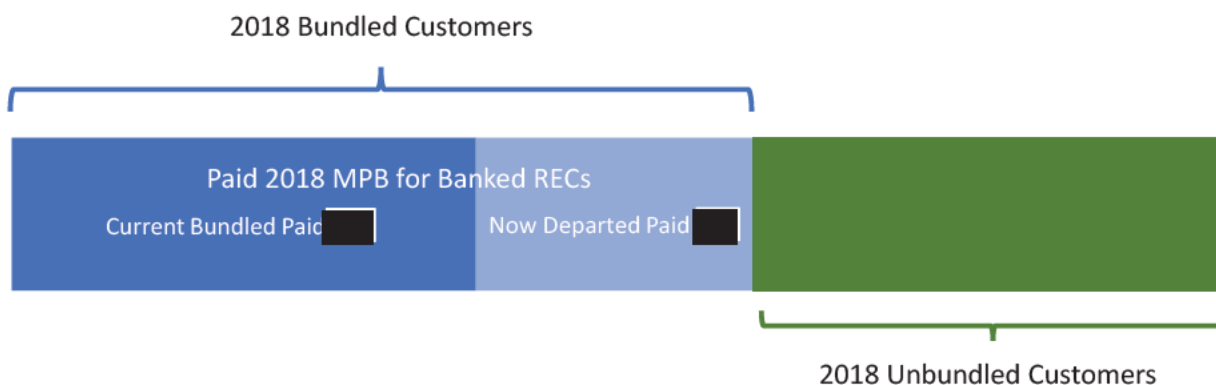 2018 Bundled Customers
Paid 2018 MPB for Banked RECs
Current Bundled Paid
Now Departed Paid
2018 Unbundled Customers